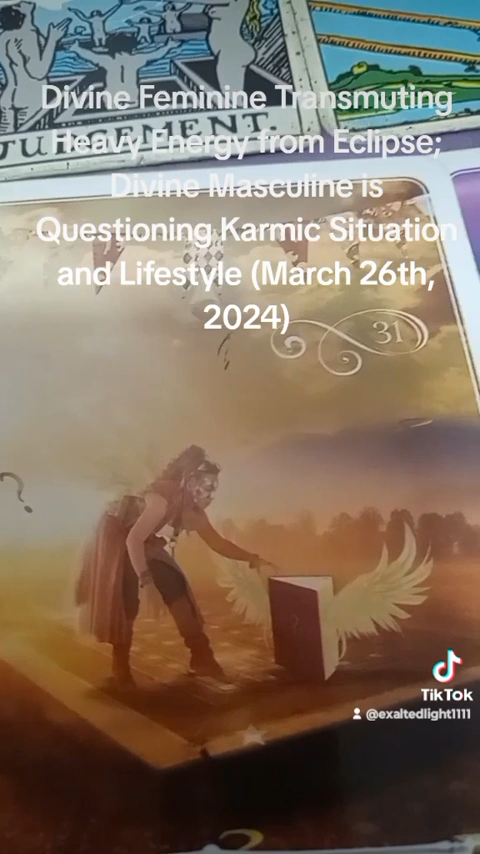 Divine Feminine Transmuting
Heavy Energy from Eclipse;
Divine Masculine is
Questioning Karmic Situation
and Lifestyle (March 26th,
2024)
JUDGEMENT
31
?
TikTok
@exaltedlight1111